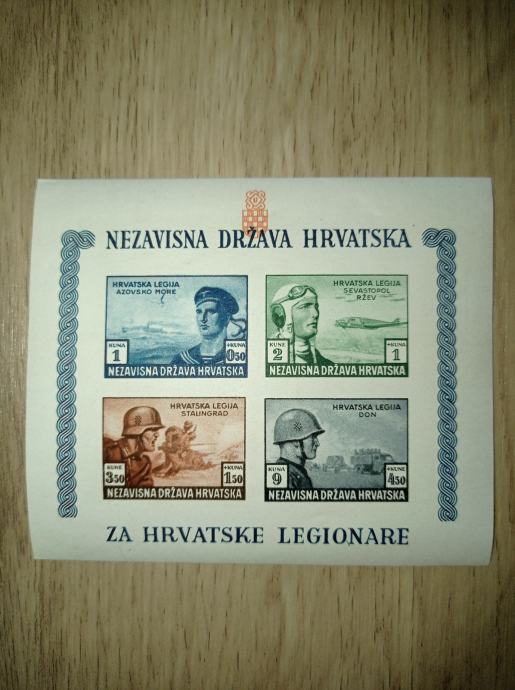 NEZAVISNA DRŽAVA HRVATSKA
HRVATSKA LEGIJA
AZOVSKO MORE
KUNA
1
+KUNA
0'50
NEZAVISNA DRŽAVA HRVATSKA
HRVATSKA LEGIJA
SEVASTOPOL
RŽEV
KUNE
2
+KUNA
1
NEZAVISNA DRŽAVA HRVATSKA
HRVATSKA LEGIJA
STALINGRAD
KUNE
3'50
+KUNA
1'50
NEZAVISNA DRŽAVA HRVATSKA
HRVATSKA LEGIJA
DON
KUNA
9
+KUNE
4'50
NEZAVISNA DRŽAVA HRVATSKA
ZA HRVATSKE LEGIONARE